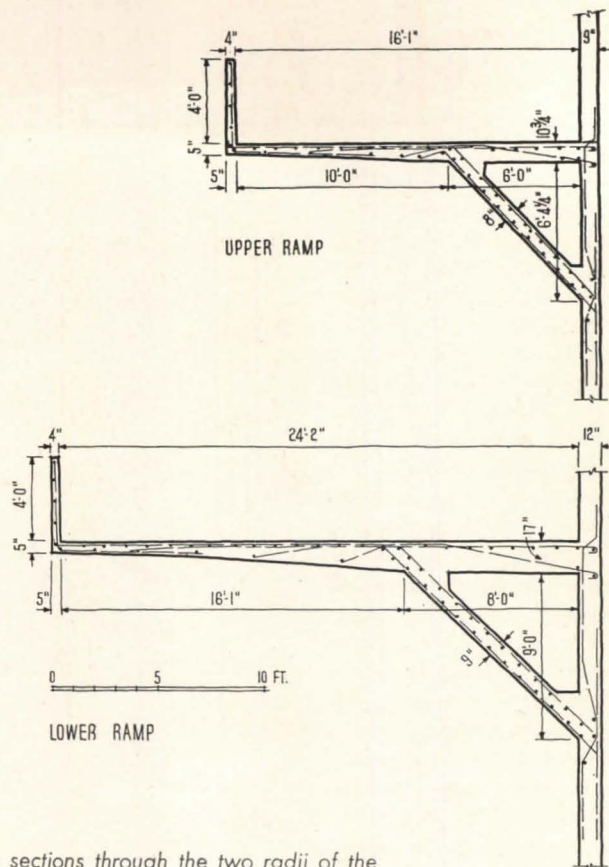 4" 16'-1" 9"
4'-0"
10¾"
5"
5" 10'-0" 6'-0"
6'-4¼"
8"
UPPER RAMP
4" 24'-2" 12"
4'-0"
17"
5"
5" 16'-1" 8'-0"
9'-0"
9"
0 5 10 FT.
LOWER RAMP
sections through the two radii of the